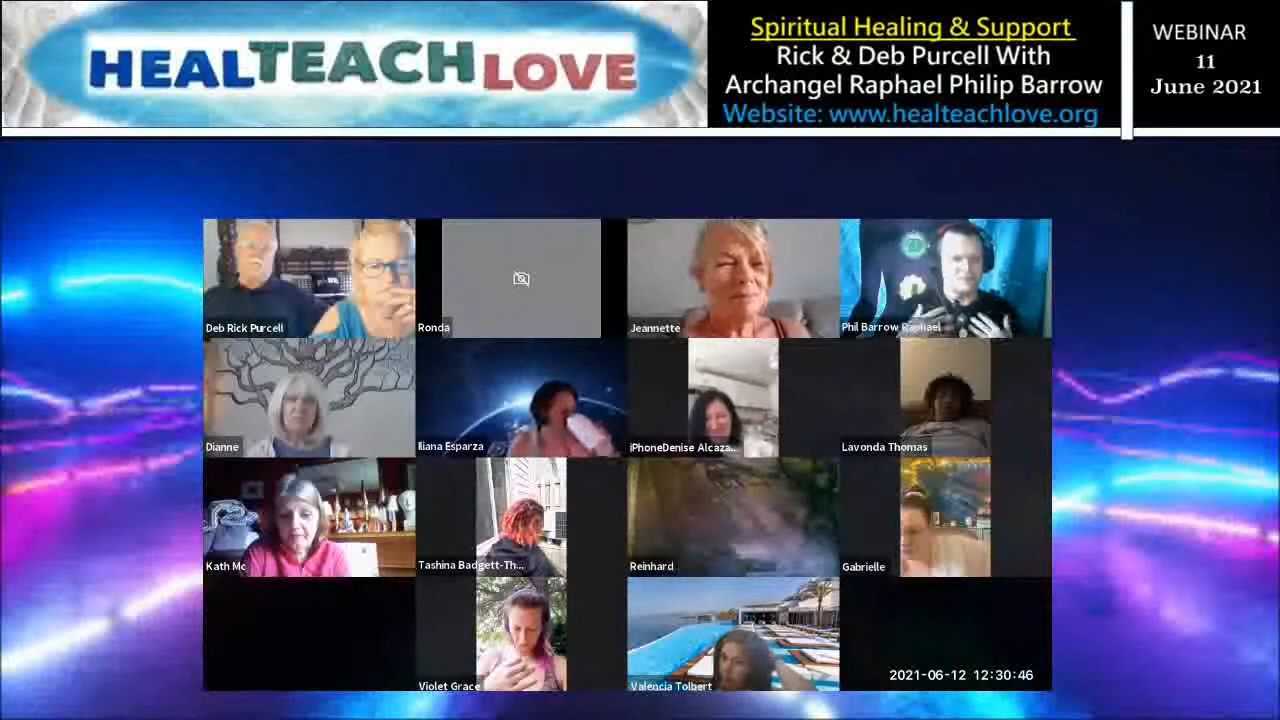 HEALTEACHLOVE
Spiritual Healing & Support
Rick & Deb Purcell With
Archangel Raphael Philip Barrow
Website: www.healteachlove.org
WEBINAR
11
June 2021
Deb Rick Purcell
Ronda
Jeannette
Phil Barrow Raphael
Dianne
Iliana Esparza
iPhoneDenise Alcaza...
Lavonda Thomas
Kath Mc
Tashina Badgett-Th...
Reinhard
Gabrielle
Violet Grace
Valencia Tolbert
2021-06-12 12:30:46